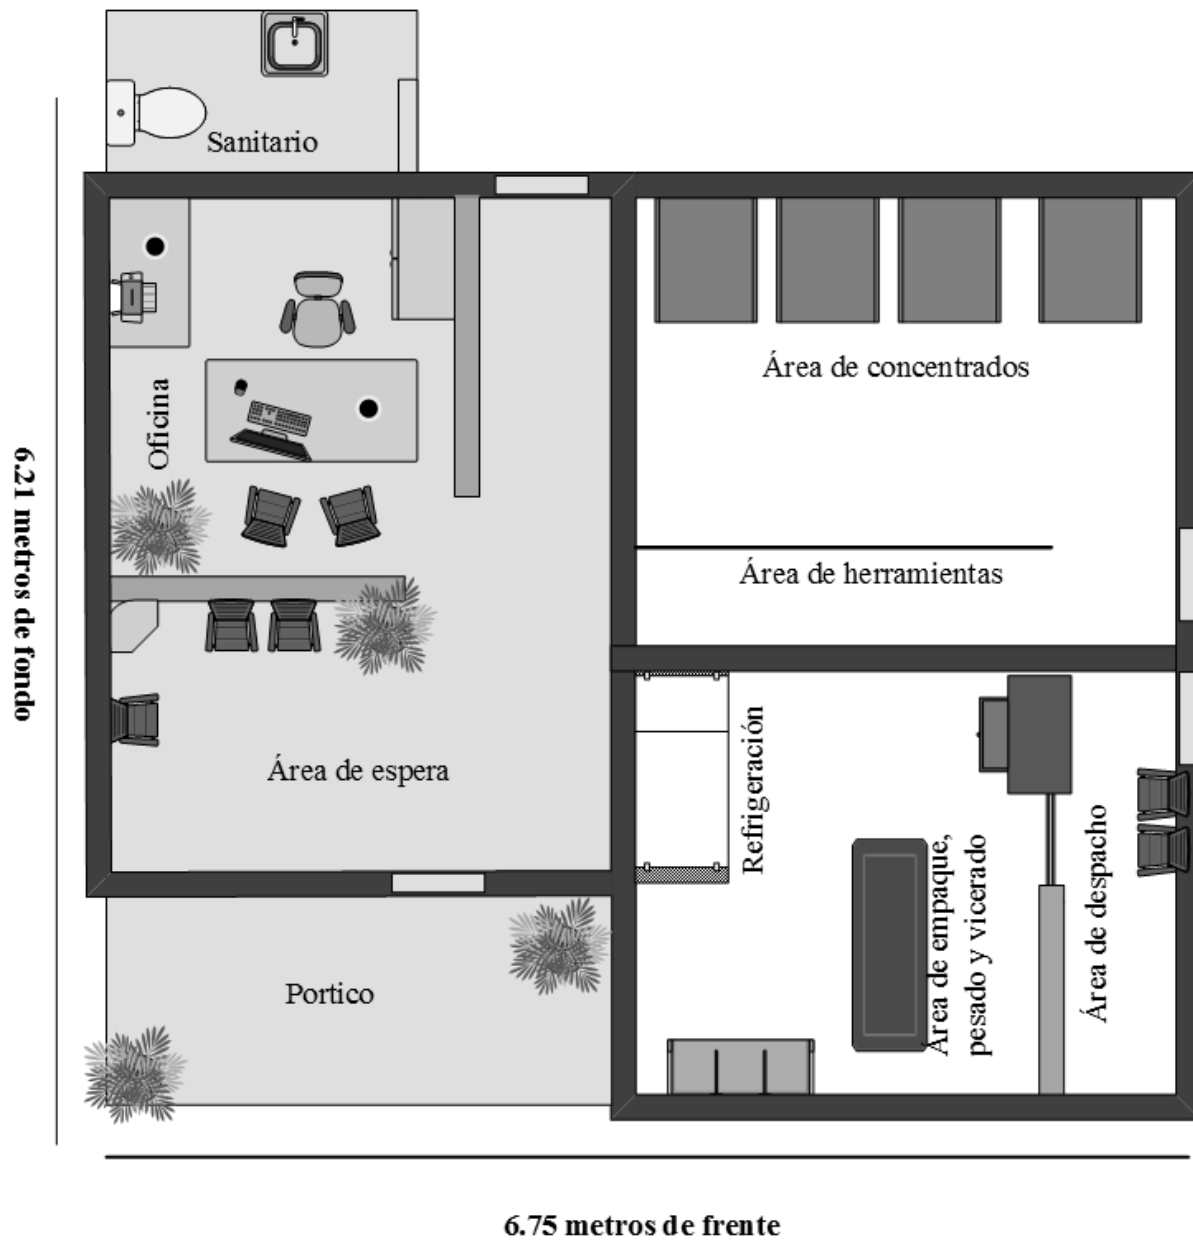 Sanitario
Área de concentrados
Oficina
6.21 metros de fondo
Área de herramientas
Área de espera
Refrigeración
Área de empaque,
pesado y vicerado
Área de despacho
Portico
6.75 metros de frente